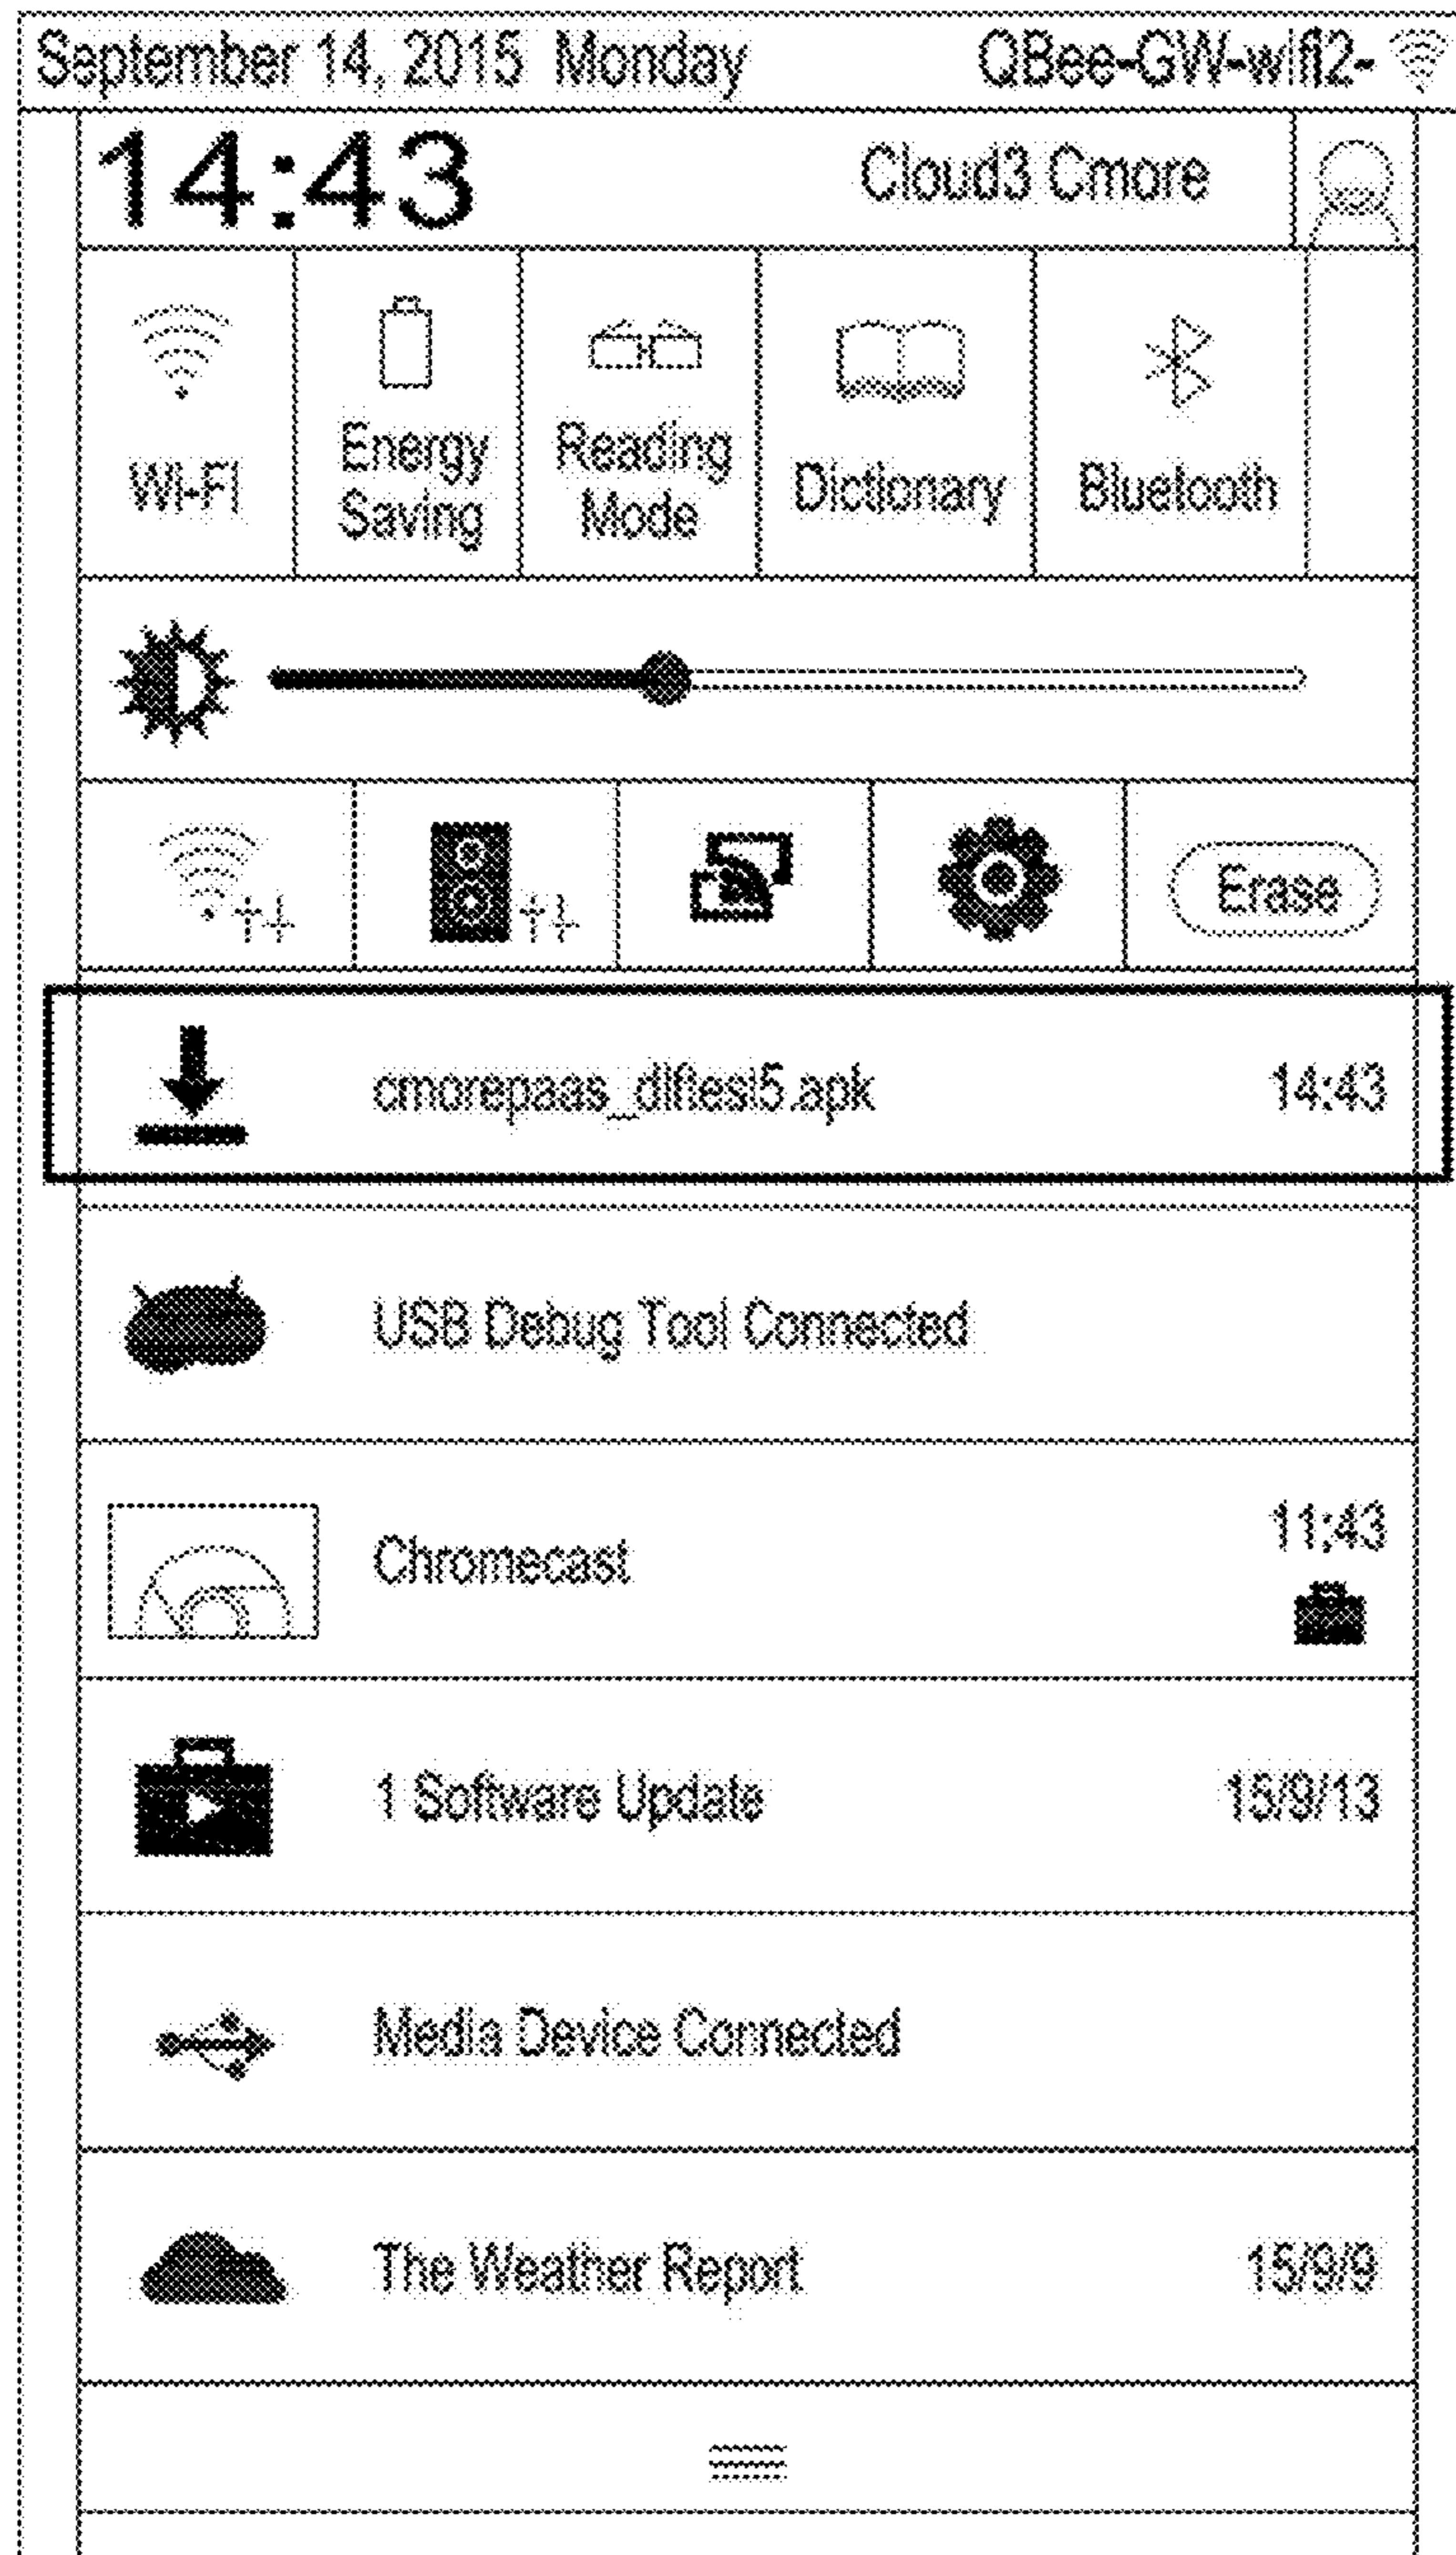 September 14, 2015 Monday QBee-GW-wifi2-
14:43 Cloud3 Cmore
WI-FI Energy Saving Reading Mode Dictionary Bluetooth
Erase
cmorepaas_dlfiesl5.apk 14:43
USB Debug Tool Connected
Chromecast 11;43
1 Software Update 15/9/13
Media Device Connected
The Weather Report 15/9/9